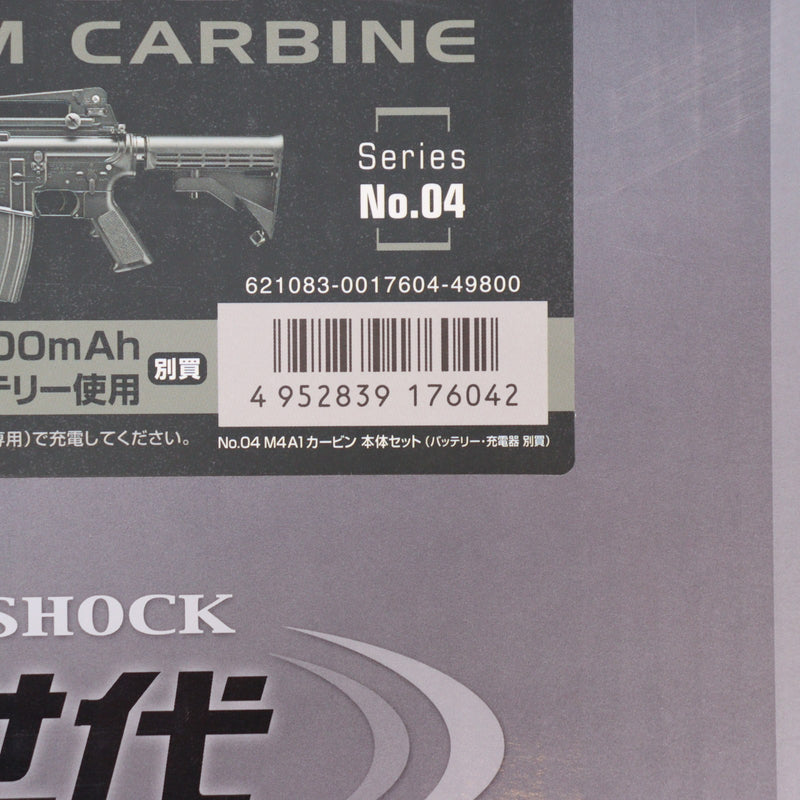 M CARBINE
Series
No.04
621083-0017604-49800
00mAh
テリー使用
別買
4 952839 176042
専用)で充電してください。
No.04 M4A1カービン 本体セット(バッテリー・充電器 別買)
SHOCK
世代